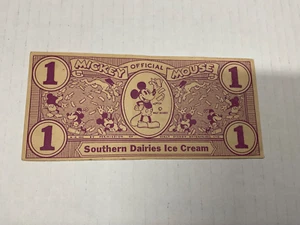 OFFICIAL
MICKEY MOUSE
1 1
1 1
Southern Dairies Ice Cream